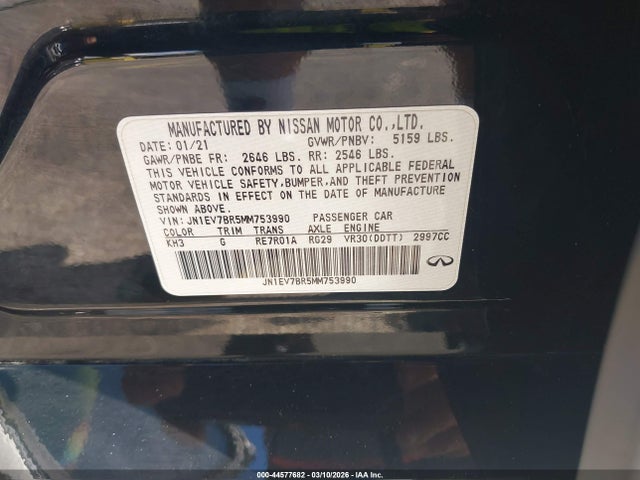 MANUFACTURED BY NISSAN MOTOR CO.,LTD.
DATE: 01/21 GVWR/PNBV: 5159 LBS.
GAWR/PNBE FR: 2646 LBS. RR: 2546 LBS.
THIS VEHICLE CONFORMS TO ALL APPLICABLE FEDERAL
MOTOR VEHICLE SAFETY, BUMPER, AND THEFT PREVENTION
STANDARDS IN EFFECT ON THE DATE OF MANUFACTURE
SHOWN ABOVE.
VIN: JN1EV7BR5MM753990 PASSENGER CAR
COLOR TRIM TRANS AXLE ENGINE
KH3 G RE7R01A RG29 VR30(DDTT) 2997CC
JN1EV7BR5MM753990
000-44577682 - 03/10/2026 - IAA Inc.